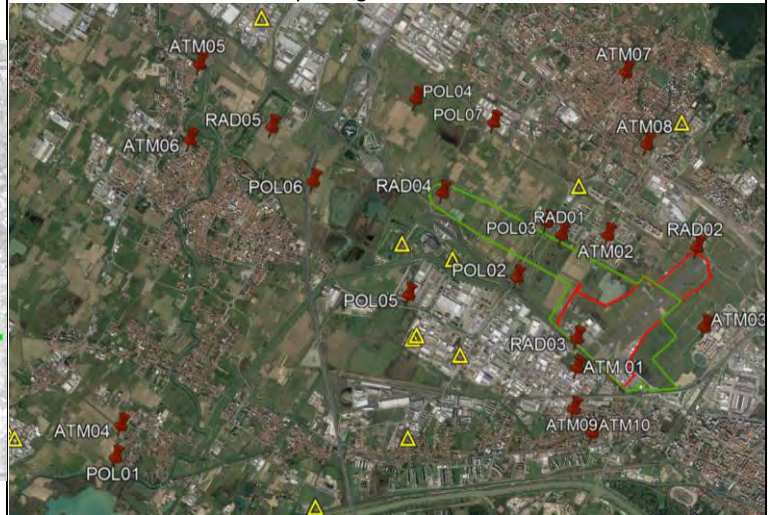 ATM05
ATM07
POL04
RAD05
POL07
ATM06
ATM08
POL06
RAD04
RAD01
POL03
ATM02
RAD02
POL02
POL05
ATM03
RAD03
ATM 01
ATM04
ATM09
ATM10
POL01